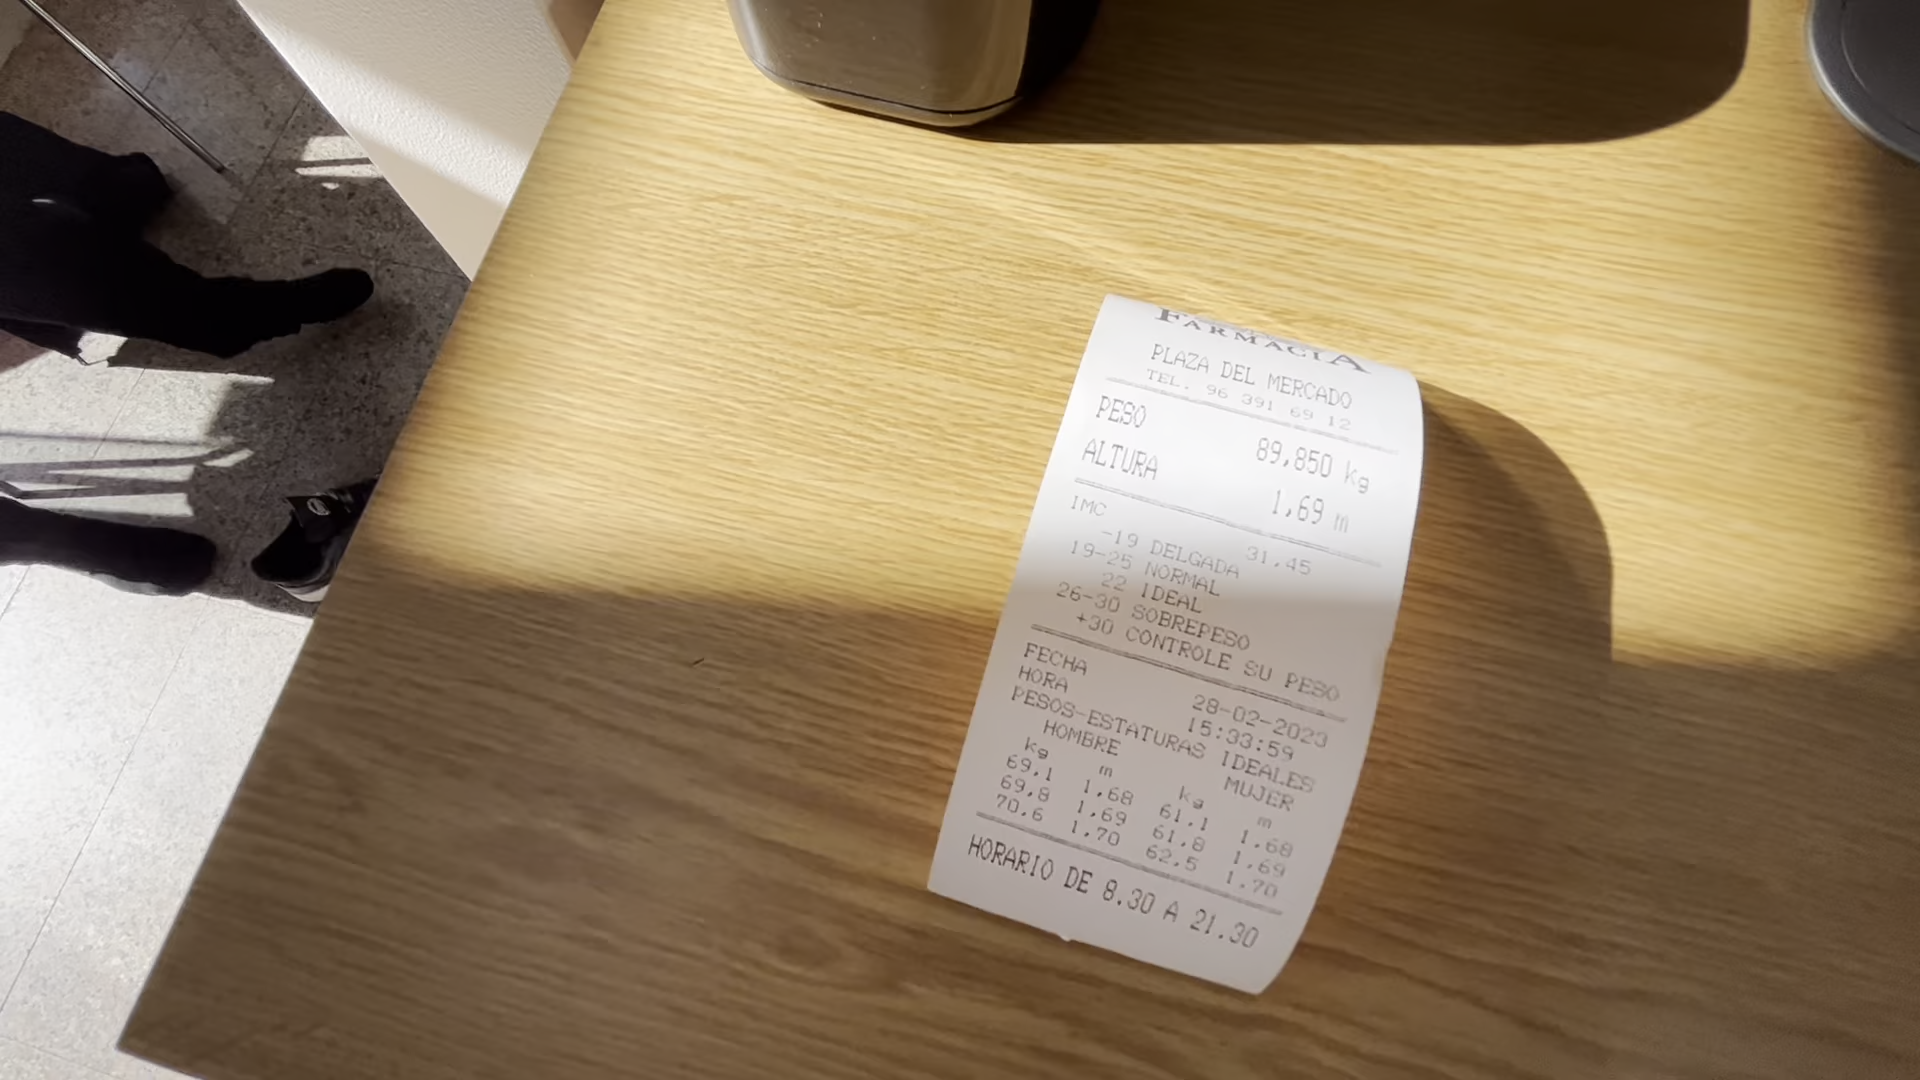 FARMACIA
PLAZA DEL MERCADO
TEL. 96 391 69 12
PESO 89,850 kg
ALTURA 1,69 m
IMC 31,45
-19 DELGADA
19-25 NORMAL
22 IDEAL
26-30 SOBREPESO
+30 CONTROLE SU PESO
FECHA 28-02-2023
HORA 15:33:59
PESOS-ESTATURAS IDEALES
HOMBRE MUJER
kg m kg m
69,1 1,68 61,1 1,68
69,8 1,69 61,8 1,69
70,6 1,70 62,5 1,70
HORARIO DE 8.30 A 21.30